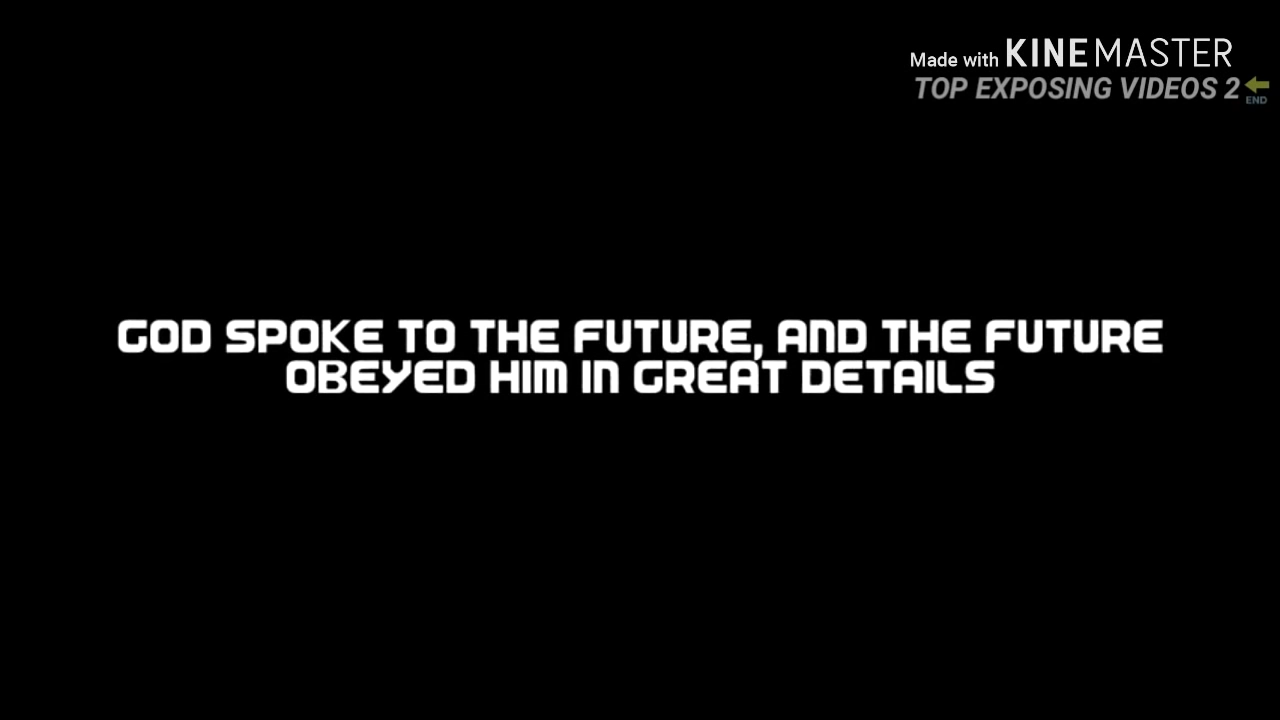 Made with KINEMASTER
TOP EXPOSING VIDEOS 2
END
GOD SPOKE TO THE FUTURE, AND THE FUTURE
OBEYED HIM IN GREAT DETAILS